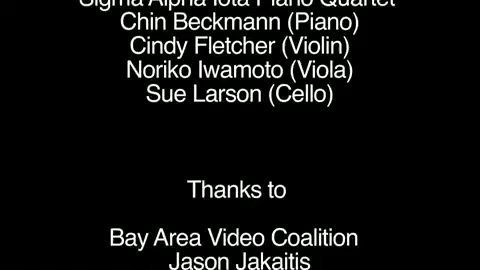 Sigma Alpha Iota Piano Quartet
Chin Beckmann (Piano)
Cindy Fletcher (Violin)
Noriko Iwamoto (Viola)
Sue Larson (Cello)
Thanks to
Bay Area Video Coalition
Jason Jakaitis